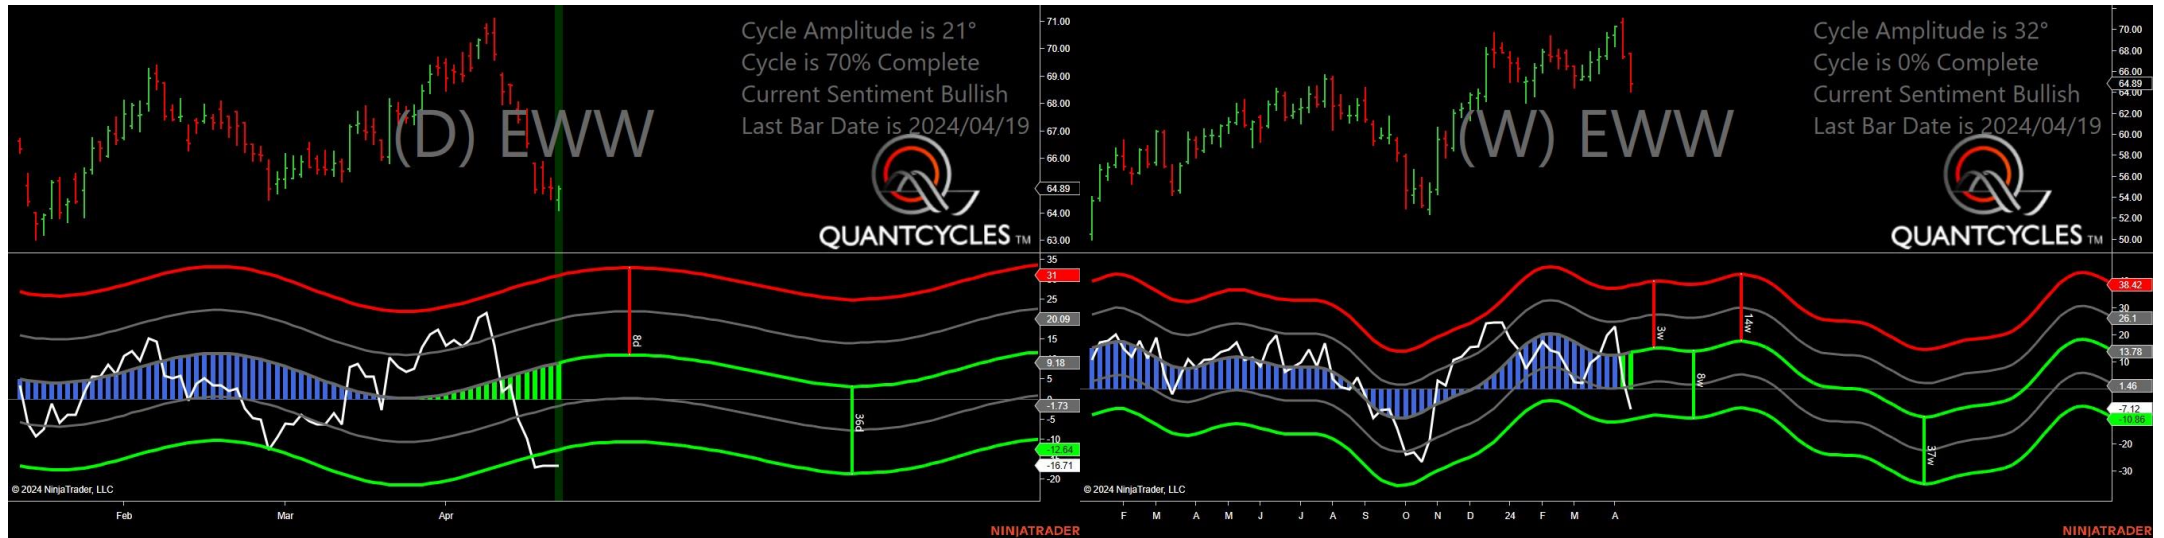 Cycle Amplitude is 21°
Cycle is 70% Complete
Current Sentiment Bullish
Last Bar Date is 2024/04/19
(D) EWW
QUANTCYCLES TM
71.00
70.00
69.00
68.00
67.00
66.00
64.89
64.00
63.00
35
31
25
20.09
15
9.18
5
0
-1.73
-5
-10
-12.64
-16.71
-20
8d
36d
© 2024 NinjaTrader, LLC
Feb Mar Apr
NINJATRADER
Cycle Amplitude is 32°
Cycle is 0% Complete
Current Sentiment Bullish
Last Bar Date is 2024/04/19
(W) EWW
QUANTCYCLES TM
70.00
68.00
66.00
64.89
64.00
62.00
60.00
58.00
56.00
54.00
52.00
50.00
38.42
30
26.1
20
13.78
10
1.46
-7.12
-10.86
-20
-30
3w
8w
14w
37w
© 2024 NinjaTrader, LLC
F M A M J J A S O N D 24 F M A
NINJATRADER